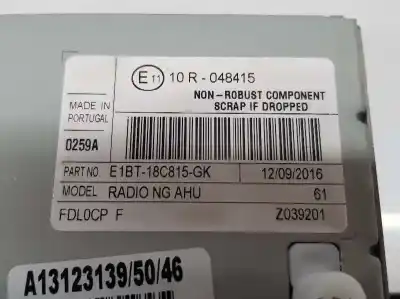 E11 10 R - 048415
NON-ROBUST COMPONENT
SCRAP IF DROPPED
MADE IN
PORTUGAL
0259A
PART NO E1BT-18C815-GK 12/09/2016
MODEL RADIO NG AHU 61
FDL0CP F Z039201
A13123139/50/46